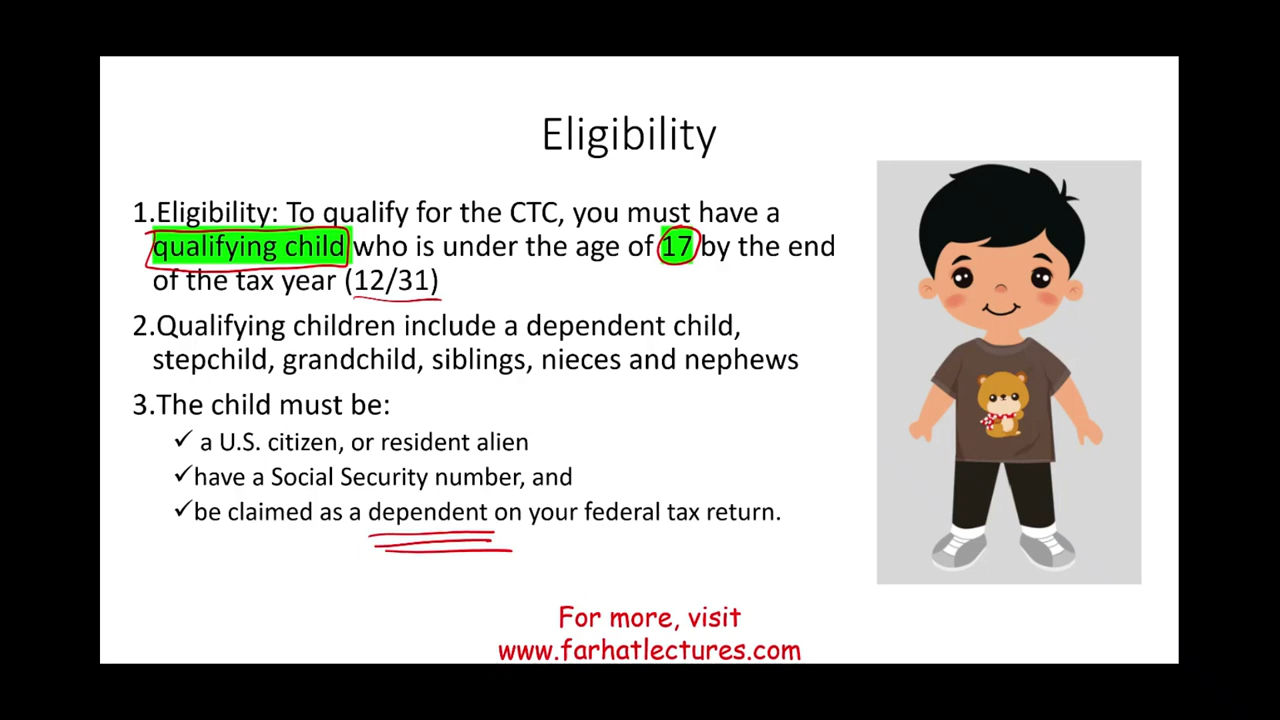 Eligibility
1.Eligibility: To qualify for the CTC, you must have a
qualifying child who is under the age of 17 by the end
of the tax year (12/31)
2.Qualifying children include a dependent child,
stepchild, grandchild, siblings, nieces and nephews
3.The child must be:
✓ a U.S. citizen, or resident alien
✓have a Social Security number, and
✓be claimed as a dependent on your federal tax return.
For more, visit
www.farhatlectures.com